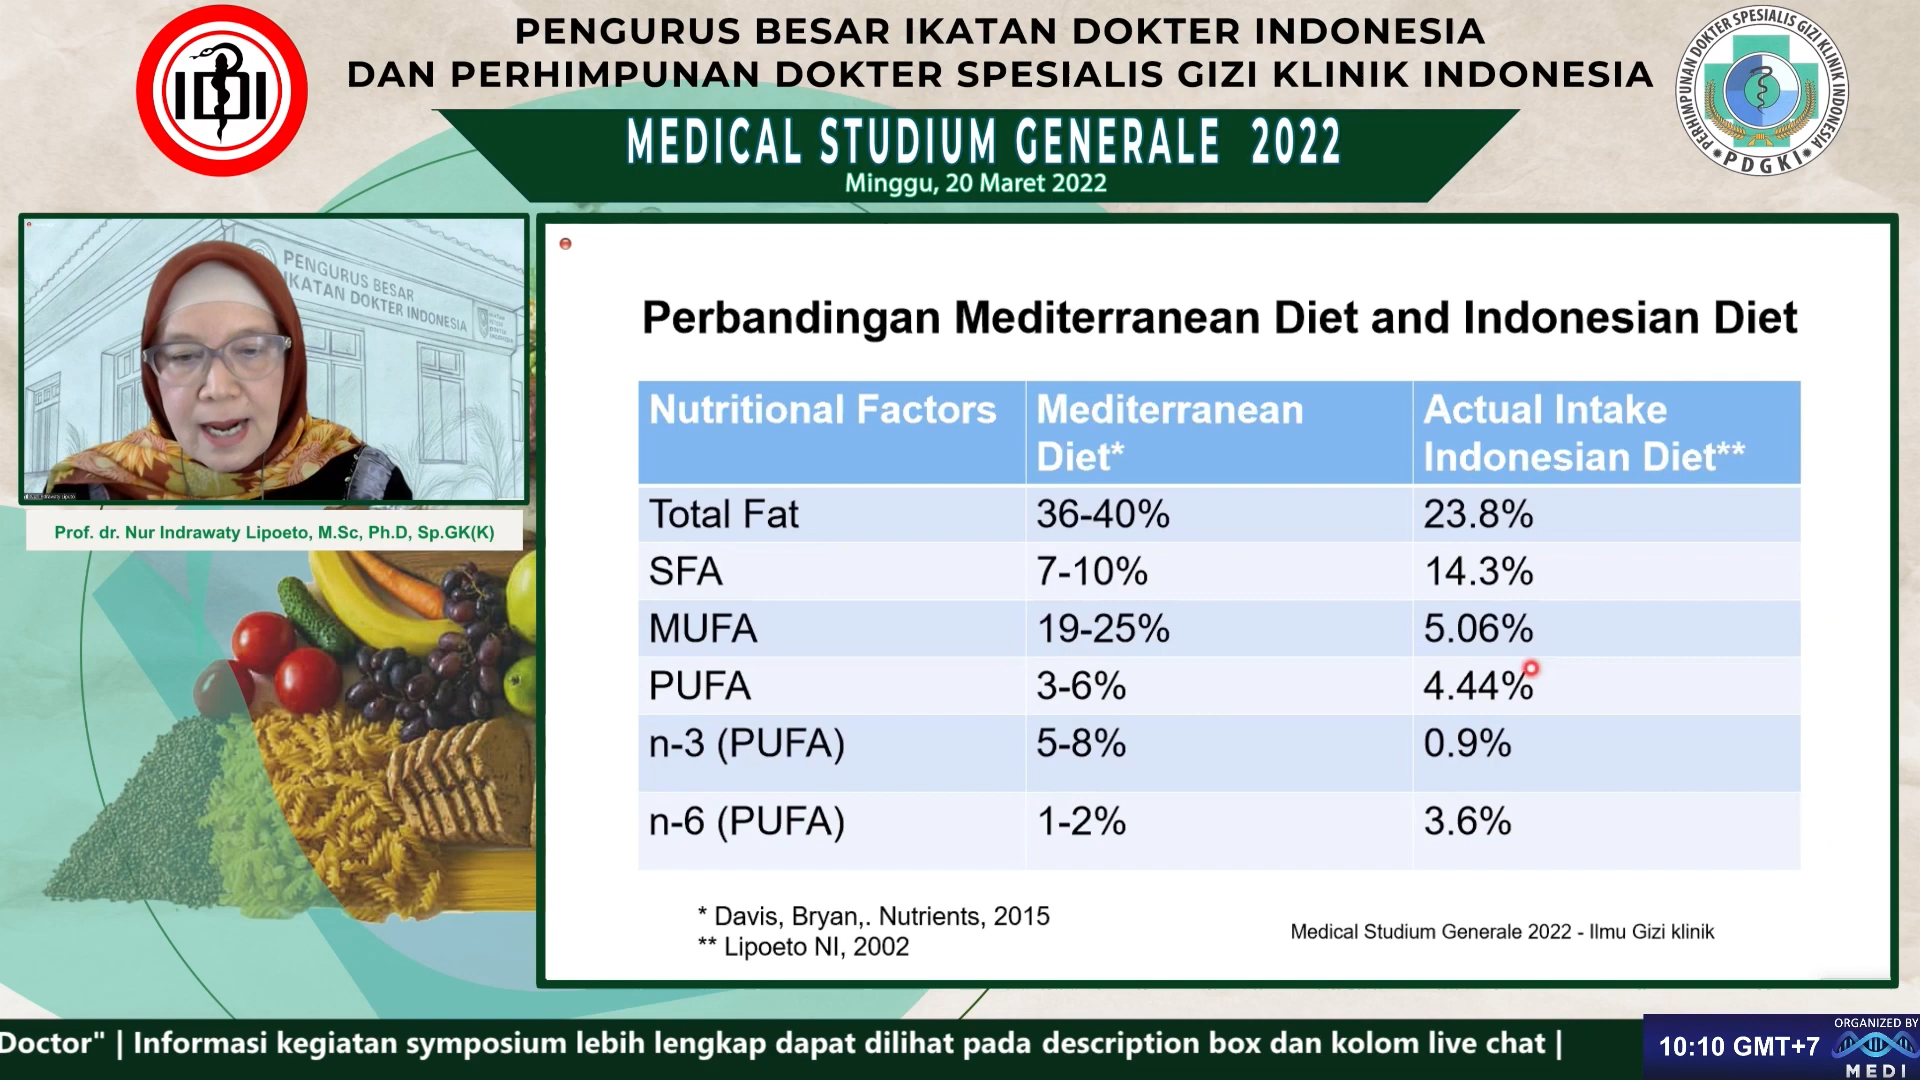 PENGURUS BESAR IKATAN DOKTER INDONESIA
DAN PERHIMPUNAN DOKTER SPESIALIS GIZI KLINIK INDONESIA
MEDICAL STUDIUM GENERALE 2022
Minggu, 20 Maret 2022
IDI
PERHIMPUNAN DOKTER SPESIALIS GIZI KLINIK INDONESIA
PDGKI
PENGURUS BESAR
IKATAN DOKTER INDONESIA
Prof. dr. Nur Indrawaty Lipoeto, M.Sc, Ph.D, Sp.GK(K)
Perbandingan Mediterranean Diet and Indonesian Diet
Nutritional Factors
Mediterranean
Diet*
Actual Intake
Indonesian Diet**
Total Fat 36-40% 23.8%
SFA 7-10% 14.3%
MUFA 19-25% 5.06%
PUFA 3-6% 4.44%
n-3 (PUFA) 5-8% 0.9%
n-6 (PUFA) 1-2% 3.6%
* Davis, Bryan,. Nutrients, 2015
** Lipoeto NI, 2002
Medical Studium Generale 2022 - Ilmu Gizi klinik
Doctor" | Informasi kegiatan symposium lebih lengkap dapat dilihat pada description box dan kolom live chat |
10:10 GMT+7
ORGANIZED BY
MEDI